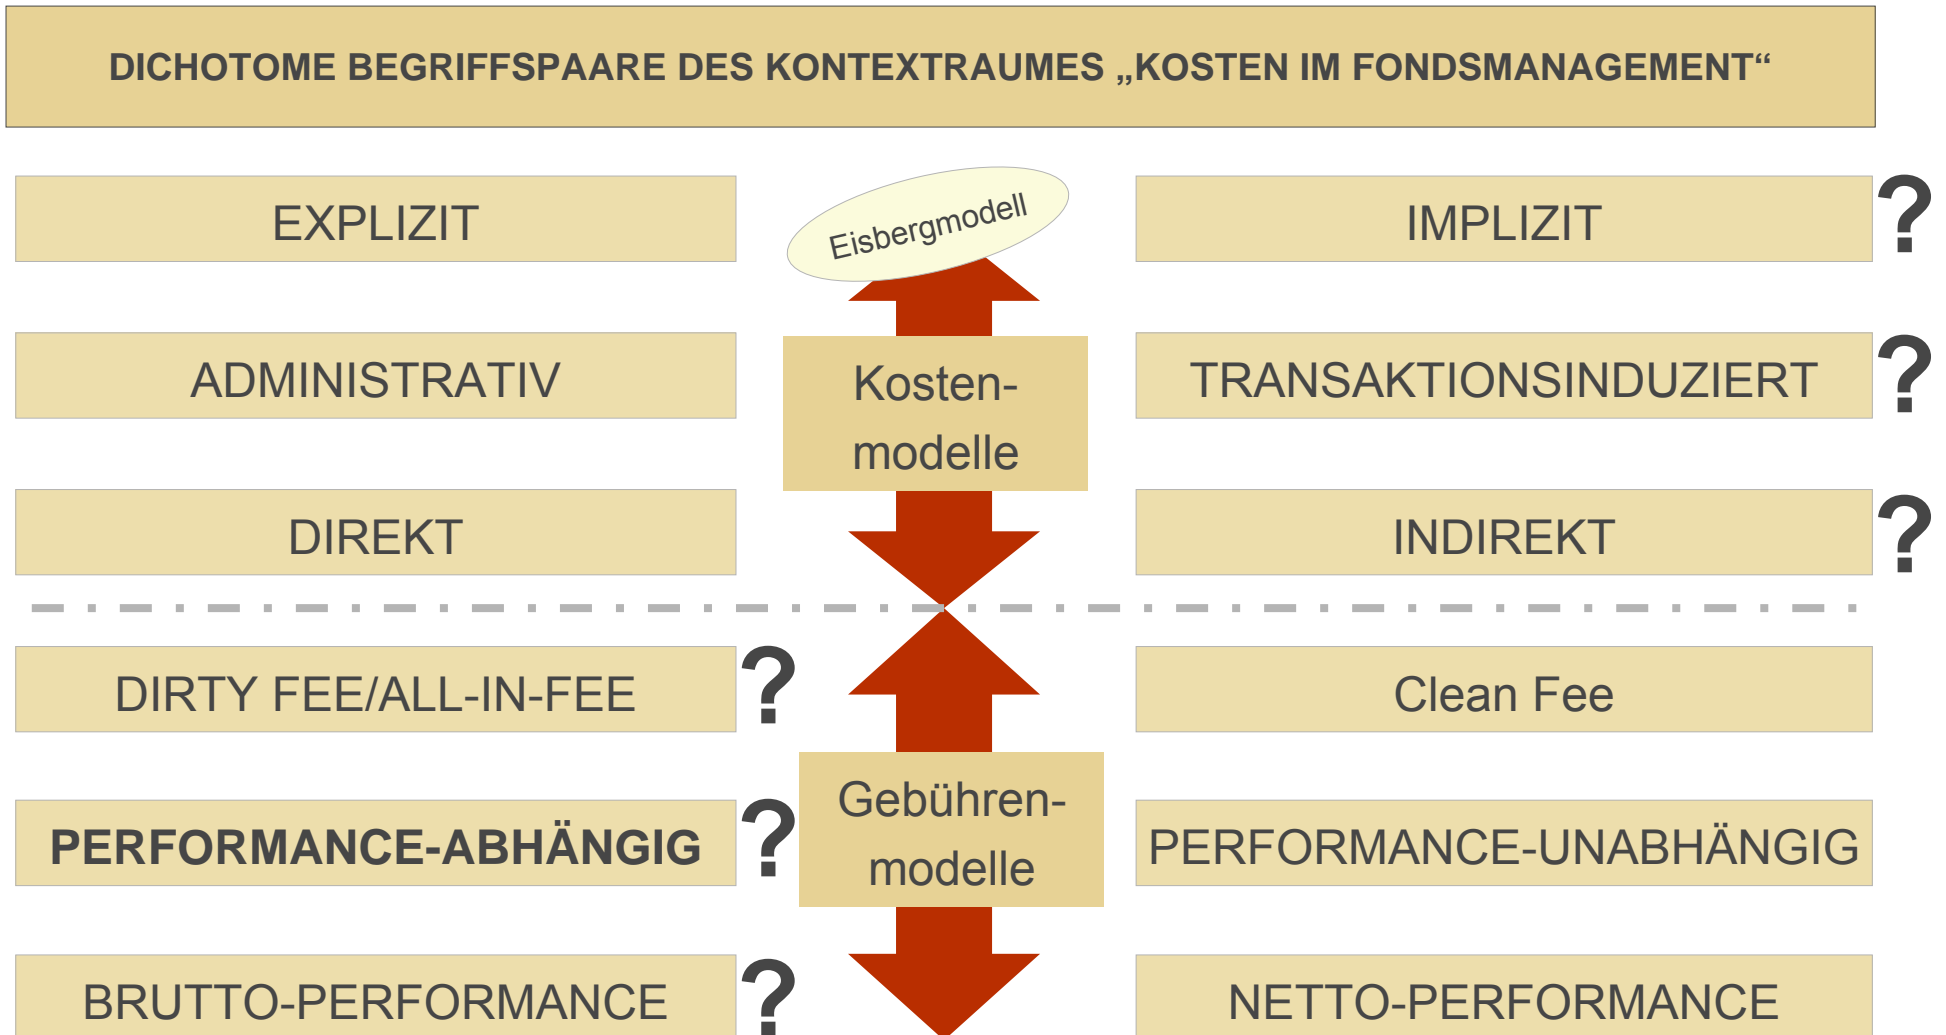 DICHOTOME BEGRIFFSPAARE DES KONTEXTRAUMES „KOSTEN IM FONDSMANAGEMENT“
EXPLIZIT
Eisbergmodell
IMPLIZIT
?
ADMINISTRATIV
Kosten-
modelle
TRANSAKTIONSINDUZIERT
?
DIREKT
INDIREKT
?
DIRTY FEE/ALL-IN-FEE
?
Clean Fee
PERFORMANCE-ABHÄNGIG
?
Gebühren-
modelle
PERFORMANCE-UNABHÄNGIG
BRUTTO-PERFORMANCE
?
NETTO-PERFORMANCE